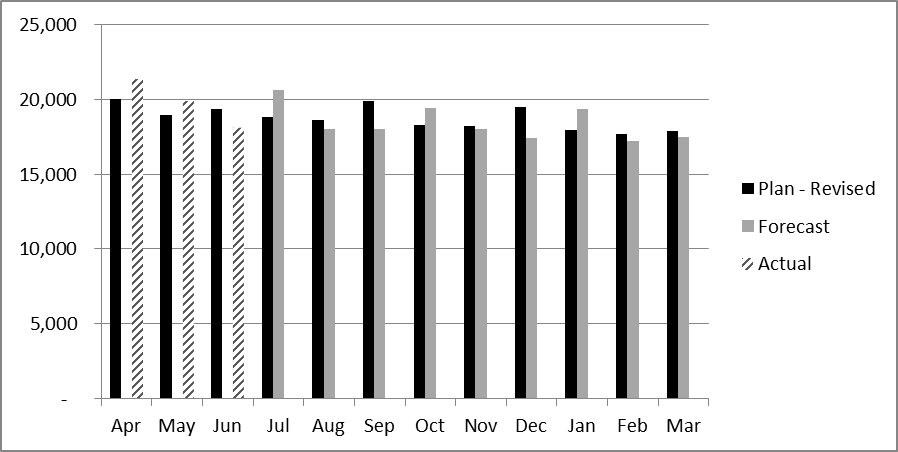 25,000
20,000
15,000
10,000
5,000
-
Apr May Jun Jul Aug Sep Oct Nov Dec Jan Feb Mar
Plan - Revised
Forecast
Actual